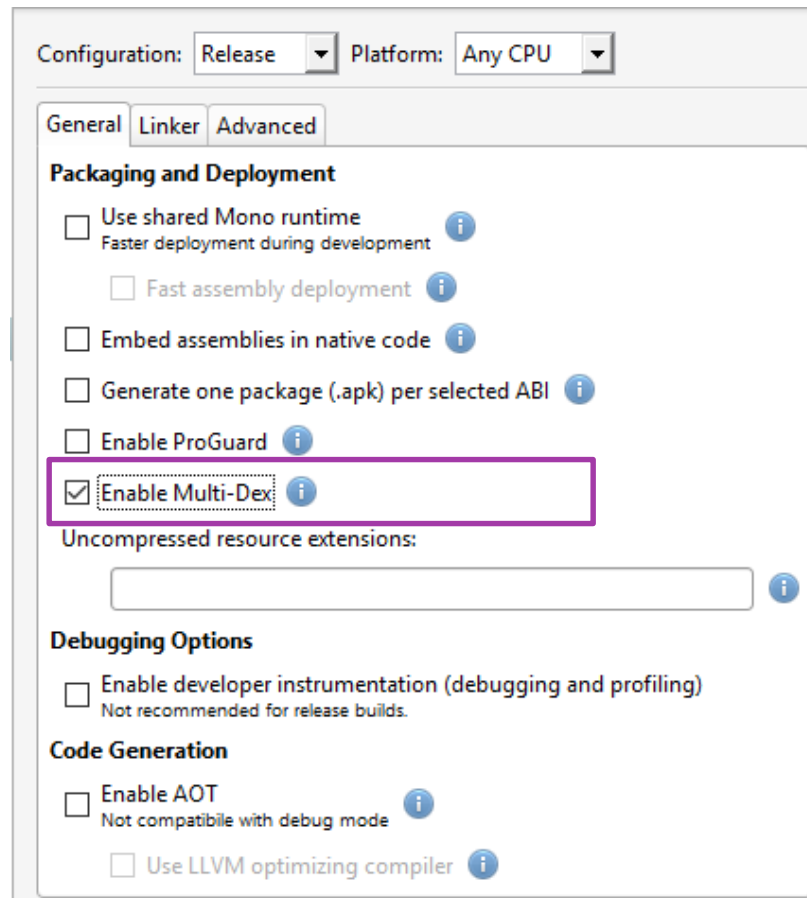 Configuration: Release Platform: Any CPU
General Linker Advanced
Packaging and Deployment
Use shared Mono runtime
Faster deployment during development
Fast assembly deployment
Embed assemblies in native code
Generate one package (.apk) per selected ABI
Enable ProGuard
Enable Multi-Dex
Uncompressed resource extensions:
Debugging Options
Enable developer instrumentation (debugging and profiling)
Not recommended for release builds.
Code Generation
Enable AOT
Not compatibile with debug mode
Use LLVM optimizing compiler